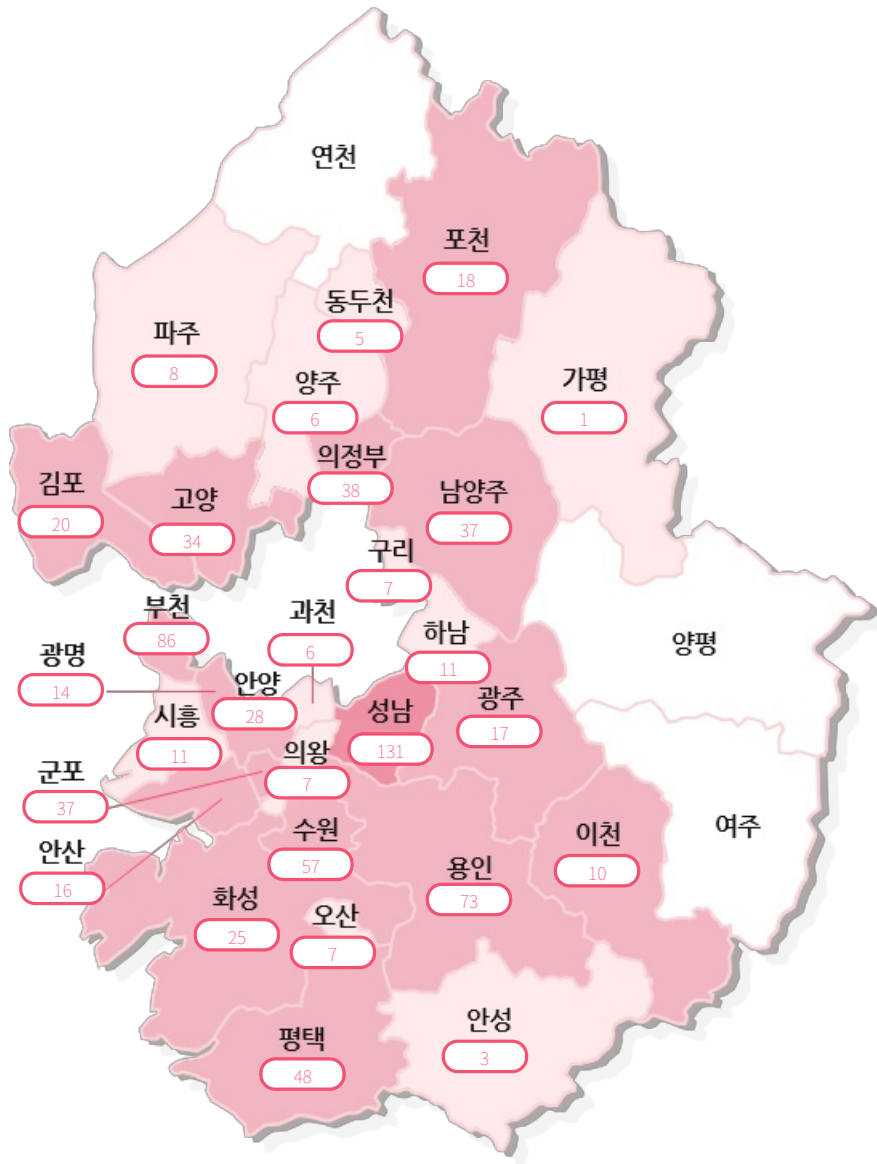 연천
포천
18
동두천
5
파주
8
양주
6
가평
1
의정부
38
김포
20
고양
34
남양주
37
구리
7
부천
86
과천
6
하남
11
양평
광명
14
안양
28
시흥
11
성남
131
광주
17
의왕
7
군포
37
수원
57
이천
10
여주
안산
16
용인
73
화성
25
오산
7
안성
3
평택
48